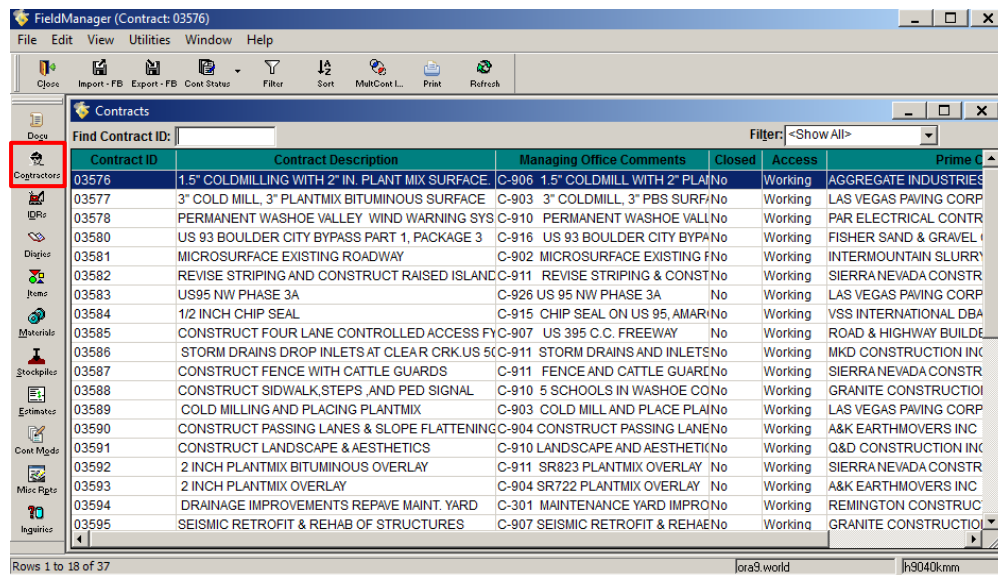 FieldManager (Contract: 03576)
File Edit View Utilities Window Help
Close Import - FB Export - FB Cont Status Filter Sort MultCont I... Print Refresh
Docu
Contractors
IDRs
Diaries
Items
Materials
Stockpiles
Estimates
Cont Mods
Misc Rpts
Inquiries
Contracts
Find Contract ID: Filter: <Show All>
Contract ID Contract Description Managing Office Comments Closed Access Prime C
03576 1.5" COLDMILLING WITH 2" IN. PLANT MIX SURFACE. C-906 1.5" COLDMILL WITH 2" PLAN No Working AGGREGATE INDUSTRIES
03577 3" COLD MILL, 3" PLANTMIX BITUMINOUS SURFACE C-903 3" COLDMILL, 3" PBS SURFA No Working LAS VEGAS PAVING CORP
03578 PERMANENT WASHOE VALLEY WIND WARNING SYS C-910 PERMANENT WASHOE VALL No Working PAR ELECTRICAL CONTR
03580 US 93 BOULDER CITY BYPASS PART 1, PACKAGE 3 C-916 US 93 BOULDER CITY BYPA No Working FISHER SAND & GRAVEL
03581 MICROSURFACE EXISTING ROADWAY C-902 MICROSURFACE EXISTING No Working INTERMOUNTAIN SLURRY
03582 REVISE STRIPING AND CONSTRUCT RAISED ISLAND C-911 REVISE STRIPING & CONST No Working SIERRA NEVADA CONSTR
03583 US95 NW PHASE 3A C-926 US 95 NW PHASE 3A No Working LAS VEGAS PAVING CORP
03584 1/2 INCH CHIP SEAL C-915 CHIP SEAL ON US 95, AMAR No Working VSS INTERNATIONAL DBA
03585 CONSTRUCT FOUR LANE CONTROLLED ACCESS FY C-907 US 395 C.C. FREEWAY No Working ROAD & HIGHWAY BUILDE
03586 STORM DRAINS DROP INLETS AT CLEAR CRK.US 50 C-911 STORM DRAINS AND INLETS No Working MKD CONSTRUCTION INC
03587 CONSTRUCT FENCE WITH CATTLE GUARDS C-911 FENCE AND CATTLE GUARD No Working SIERRA NEVADA CONSTR
03588 CONSTRUCT SIDWALK,STEPS ,AND PED SIGNAL C-910 5 SCHOOLS IN WASHOE CO No Working GRANITE CONSTRUCTION
03589 COLD MILLING AND PLACING PLANTMIX C-903 COLD MILL AND PLACE PLA No Working LAS VEGAS PAVING CORP
03590 CONSTRUCT PASSING LANES & SLOPE FLATTENING C-904 CONSTRUCT PASSING LANE No Working A&K EARTHMOVERS INC
03591 CONSTRUCT LANDSCAPE & AESTHETICS C-910 LANDSCAPE AND AESTHETI No Working Q&D CONSTRUCTION INC
03592 2 INCH PLANTMIX BITUMINOUS OVERLAY C-911 SR823 PLANTMIX OVERLAY No Working SIERRA NEVADA CONSTR
03593 2 INCH PLANTMIX OVERLAY C-904 SR722 PLANTMIX OVERLAY No Working A&K EARTHMOVERS INC
03594 DRAINAGE IMPROVEMENTS REPAVE MAINT. YARD C-301 MAINTENANCE YARD IMPRO No Working REMINGTON CONSTRUC
03595 SEISMIC RETROFIT & REHAB OF STRUCTURES C-907 SEISMIC RETROFIT & REHAB No Working GRANITE CONSTRUCTION
Rows 1 to 18 of 37 ora9.world h9040kmm